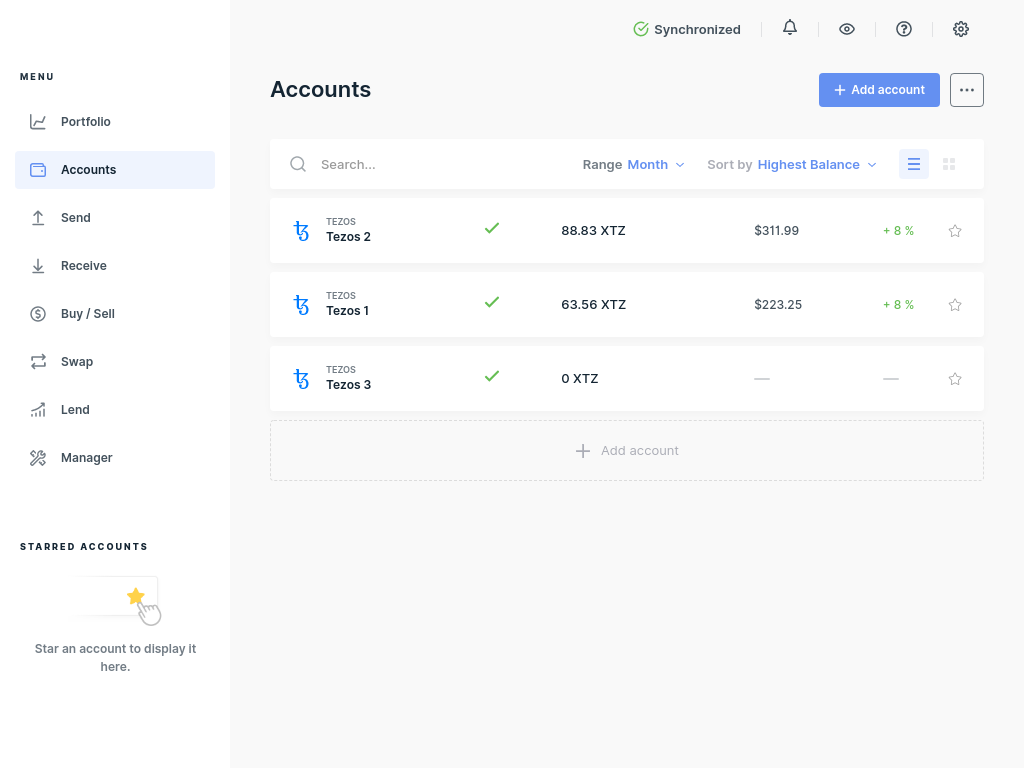 Synchronized
MENU
Portfolio
Accounts
Send
Receive
Buy / Sell
Swap
Lend
Manager
STARRED ACCOUNTS
Star an account to display it
here.
Accounts
Add account
Search...
Range Month
Sort by Highest Balance
TEZOS
Tezos 2
88.83 XTZ
$311.99
+ 8 %
TEZOS
Tezos 1
63.56 XTZ
$223.25
+ 8 %
TEZOS
Tezos 3
0 XTZ
—
—
Add account